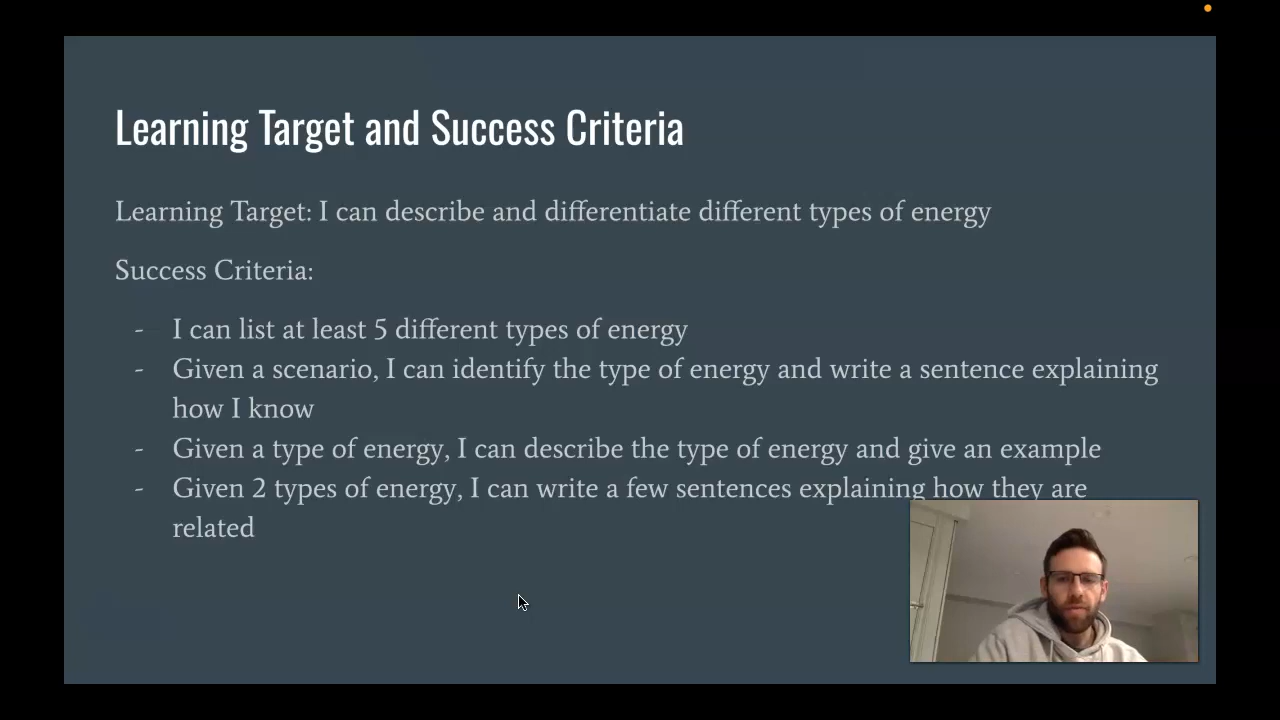 Learning Target and Success Criteria
Learning Target: I can describe and differentiate different types of energy
Success Criteria:
- I can list at least 5 different types of energy
- Given a scenario, I can identify the type of energy and write a sentence explaining
how I know
- Given a type of energy, I can describe the type of energy and give an example
- Given 2 types of energy, I can write a few sentences explaining how they are
related